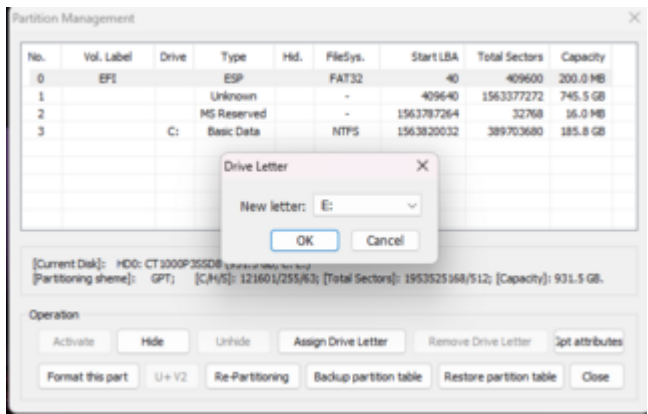 Partition Management
No. Vol. Label Drive Type Hid. FileSys. Start LBA Total Sectors Capacity
0 EFI ESP FAT32 40 409600 200.0 MB
1 Unknown - 409640 1563377272 745.5 GB
2 MS Reserved - 1563787264 32768 16.0 MB
3 C: Basic Data NTFS 1563820032 389703680 185.8 GB
Drive Letter
New letter: E:
OK Cancel
[Current Disk]: HD0: CT1000P3SSD8
[Partitioning sheme]: GPT; [C/H/S]: 121601/255/63; [Total Sectors]: 1953525168/512; [Capacity]: 931.5 GB.
Operation
Activate Hide Unhide Assign Drive Letter Remove Drive Letter Gpt attributes
Format this part U+ V2 Re-Partitioning Backup partition table Restore partition table Close